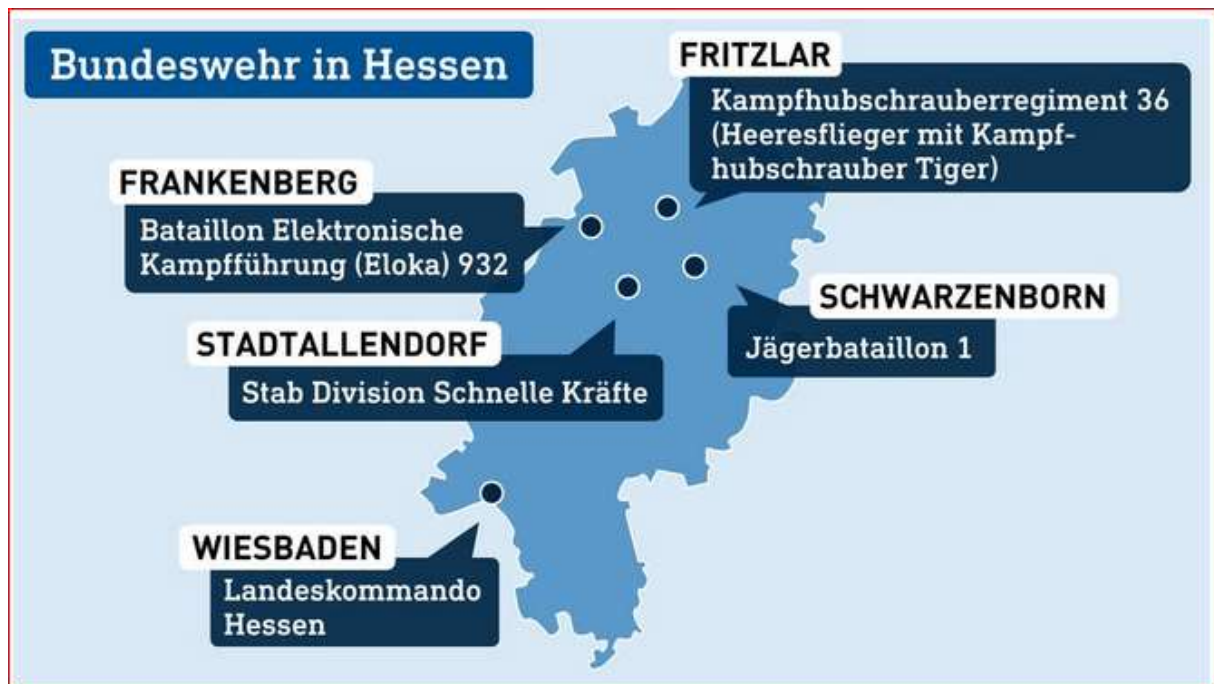 Bundeswehr in Hessen
FRITZLAR
Kampfhubschrauberregiment 36
(Heeresflieger mit Kampf-
hubschrauber Tiger)
FRANKENBERG
Bataillon Elektronische
Kampfführung (Eloka) 932
SCHWARZENBORN
Jägerbataillon 1
STADTALLENDORF
Stab Division Schnelle Kräfte
WIESBADEN
Landeskommando
Hessen